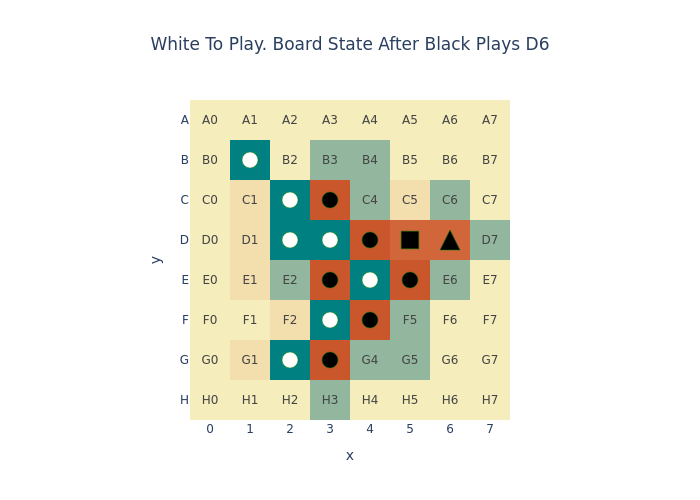 White To Play. Board State After Black Plays D6
A A0 A1 A2 A3 A4 A5 A6 A7
B B0 B2 B3 B4 B5 B6 B7
C C0 C1 C4 C5 C6 C7
D D0 D1 D7
y
E E0 E1 E2 E6 E7
F F0 F1 F2 F5 F6 F7
G G0 G1 G4 G5 G6 G7
H H0 H1 H2 H3 H4 H5 H6 H7
0 1 2 3 4 5 6 7
x